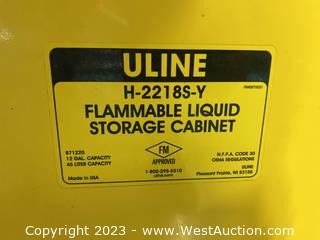 ULINE
H-2218S-Y
FLAMMABLE LIQUID
STORAGE CABINET
871220
12 GAL. CAPACITY
45 LITER CAPACITY
Made in USA
FM
APPROVED
1-800-295-5510
uline.com
N.F.P.A. CODE 30
OSHA REGULATIONS
ULINE
Pleasant Prairie, WI 53158
Copyright 2023 - www.WestAuction.com